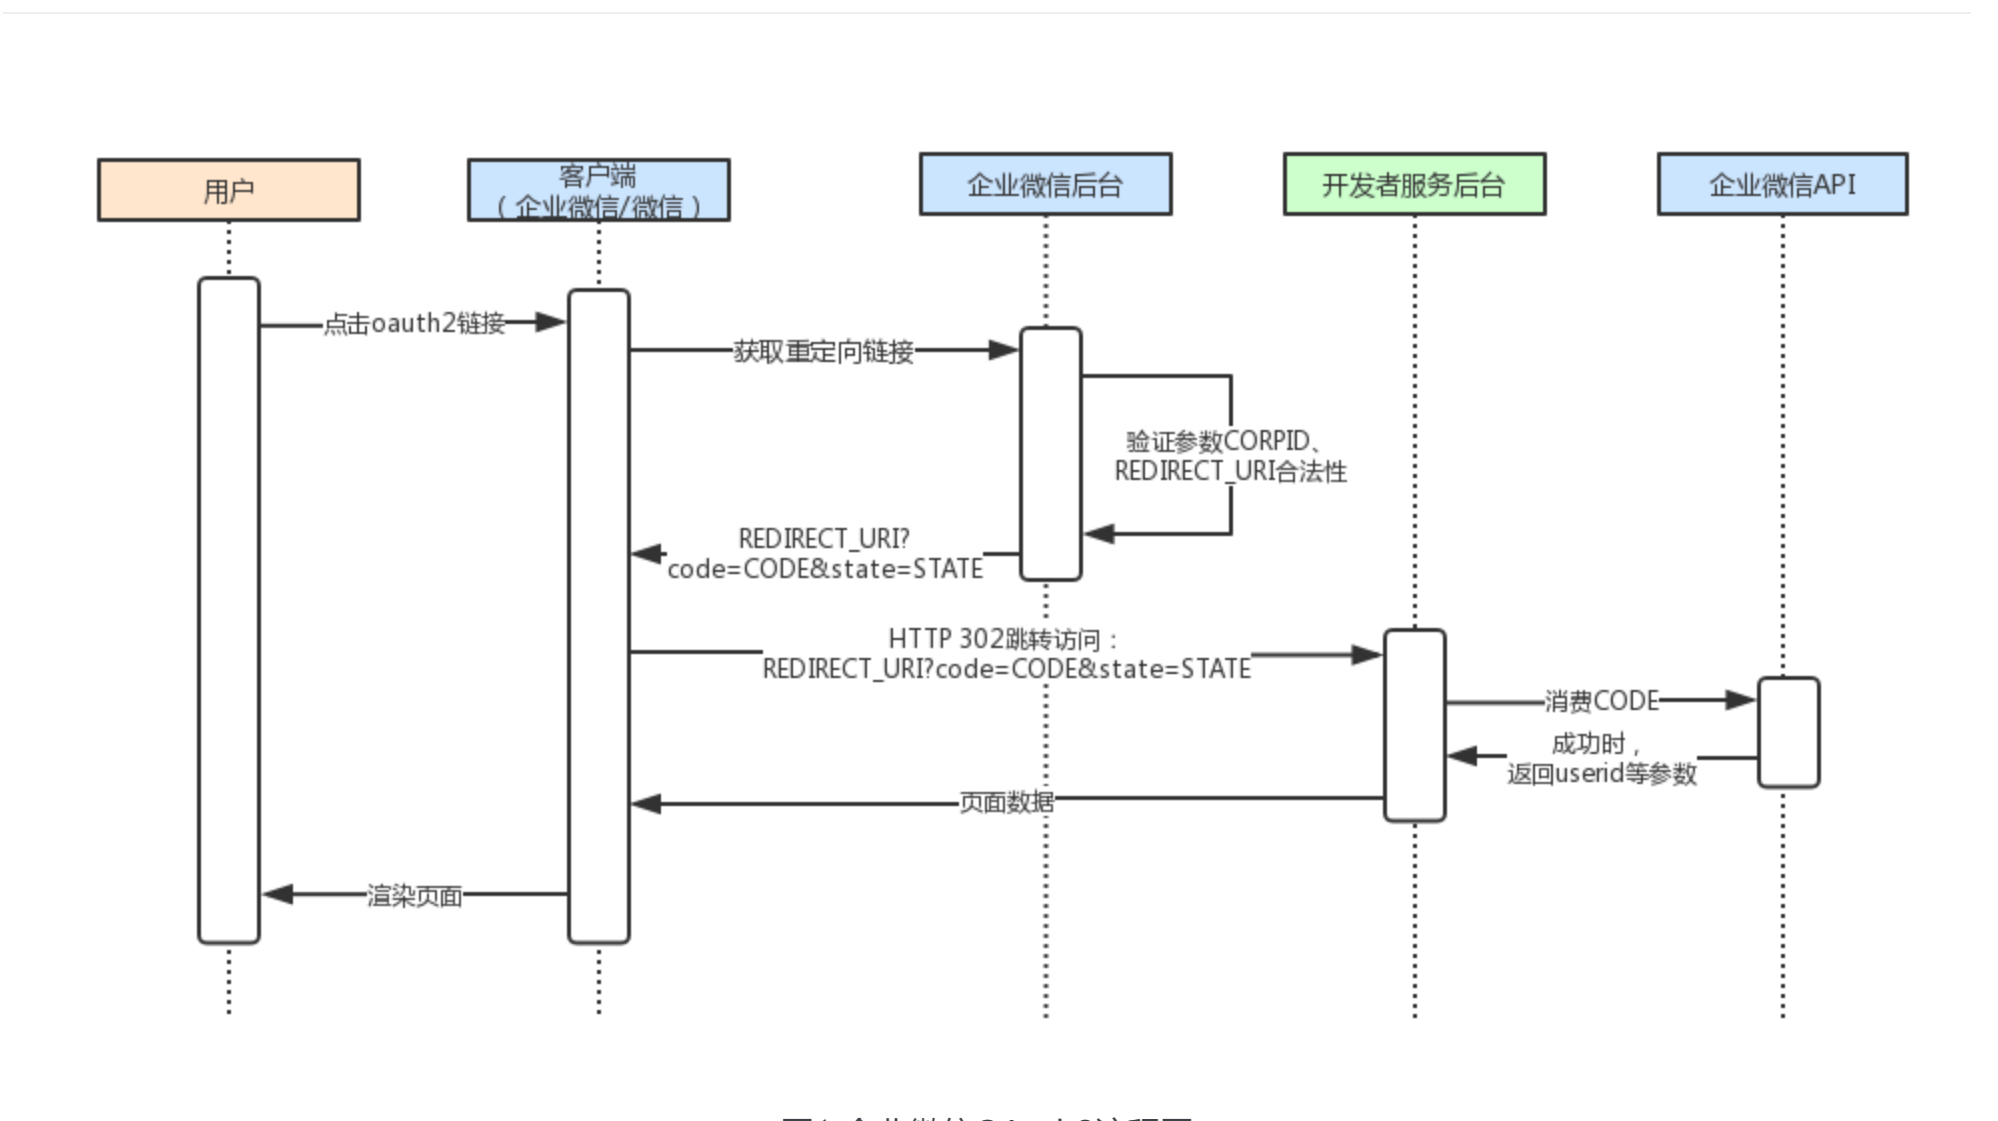 用户
客户端
（企业微信/微信）
企业微信后台
开发者服务后台
企业微信API
点击oauth2链接
获取重定向链接
验证参数CORPID、
REDIRECT_URI合法性
REDIRECT_URI?
code=CODE&state=STATE
HTTP 302跳转访问：
REDIRECT_URI?code=CODE&state=STATE
消费CODE
成功时，
返回userid等参数
页面数据
渲染页面